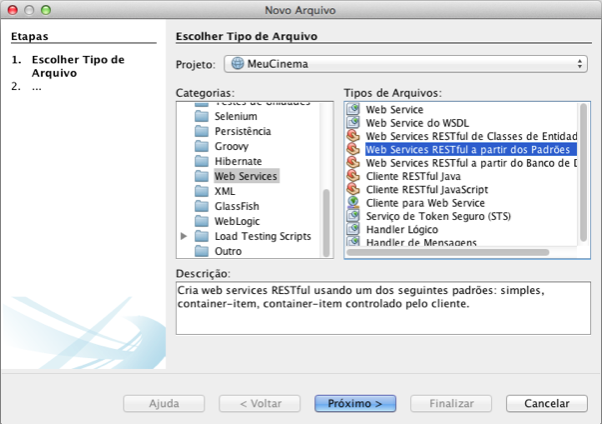 Novo Arquivo
Etapas
1. Escolher Tipo de
Arquivo
2. ...
Escolher Tipo de Arquivo
Projeto: MeuCinema
Categorias:
Testes de Unidades
Selenium
Persistência
Groovy
Hibernate
Web Services
XML
GlassFish
WebLogic
Load Testing Scripts
Outro
Tipos de Arquivos:
Web Service
Web Service do WSDL
Web Services RESTful de Classes de Entidad
Web Services RESTful a partir dos Padrões
Web Services RESTful a partir do Banco de D
Cliente RESTful Java
Cliente RESTful JavaScript
Cliente para Web Service
Serviço de Token Seguro (STS)
Handler Lógico
Handler de Mensagens
Descrição:
Cria web services RESTful usando um dos seguintes padrões: simples,
container-item, container-item controlado pelo cliente.
Ajuda
< Voltar
Próximo >
Finalizar
Cancelar